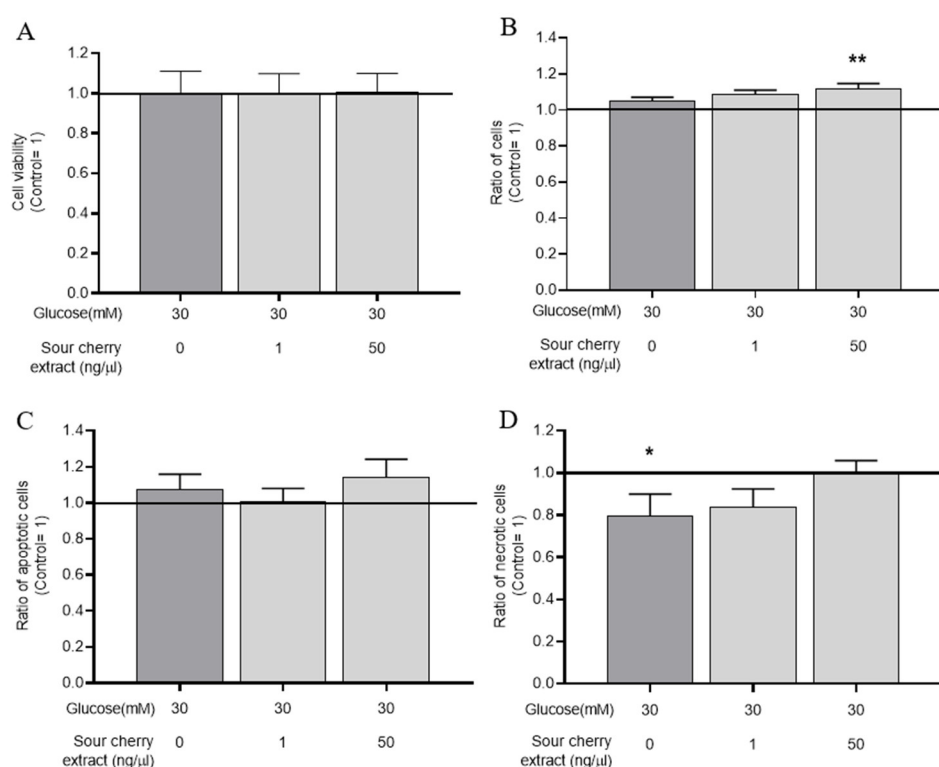 A
Cell viability
(Control= 1)
1.2
1.0
0.8
0.6
0.4
0.2
0.0
Glucose(mM) 30 30 30
Sour cherry
extract (ng/µl) 0 1 50
B
Ratio of cells
(Control= 1)
1.4
1.2
1.0
0.8
0.6
0.4
0.2
0.0
**
Glucose(mM) 30 30 30
Sour cherry
extract (ng/µl) 0 1 50
C
Ratio of apoptotic cells
(Control= 1)
1.4
1.2
1.0
0.8
0.6
0.4
0.2
0.0
Glucose(mM) 30 30 30
Sour cherry
extract (ng/µl) 0 1 50
D
Ratio of necrotic cells
(Control= 1)
1.2
1.0
0.8
0.6
0.4
0.2
0.0
*
Glucose(mM) 30 30 30
Sour cherry
extract (ng/µl) 0 1 50